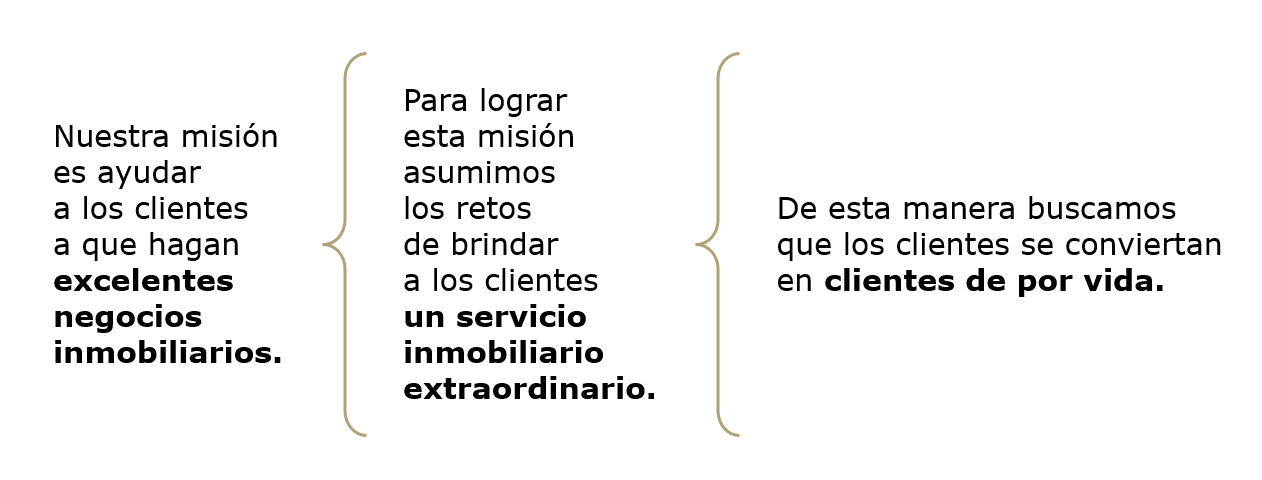 Nuestra misión
es ayudar
a los clientes
a que hagan
excelentes
negocios
inmobiliarios.
Para lograr
esta misión
asumimos
los retos
de brindar
a los clientes
un servicio
inmobiliario
extraordinario.
De esta manera buscamos
que los clientes se conviertan
en clientes de por vida.